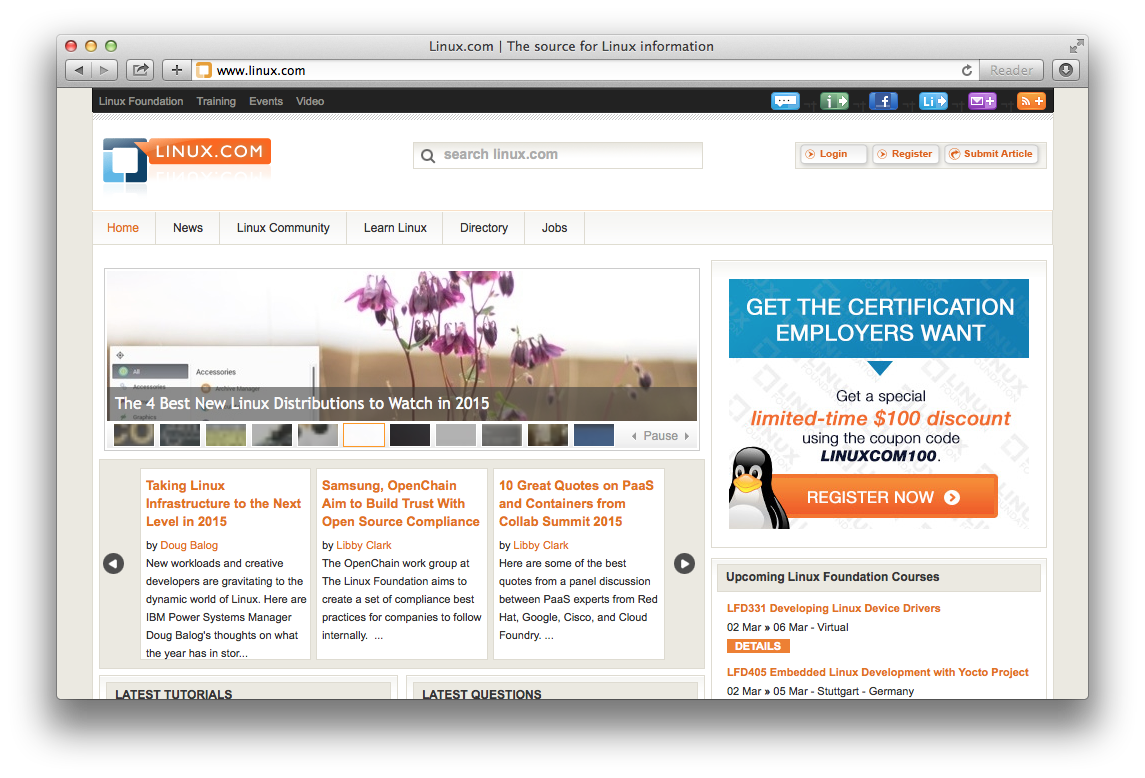 Linux.com | The source for Linux information
www.linux.com
Reader
Linux Foundation Training Events Video
Li
LINUX.COM
search linux.com
Login Register Submit Article
Home News Linux Community Learn Linux Directory Jobs
All
Accessories
Accessories
Archive Manager
Graphics
The 4 Best New Linux Distributions to Watch in 2015
Pause
Taking Linux
Infrastructure to the Next
Level in 2015
by Doug Balog
New workloads and creative
developers are gravitating to the
dynamic world of Linux. Here are
IBM Power Systems Manager
Doug Balog's thoughts on what
the year has in stor...
Samsung, OpenChain
Aim to Build Trust With
Open Source Compliance
by Libby Clark
The OpenChain work group at
The Linux Foundation aims to
create a set of compliance best
practices for companies to follow
internally. ...
10 Great Quotes on PaaS
and Containers from
Collab Summit 2015
by Libby Clark
Here are some of the best
quotes from a panel discussion
between PaaS experts from Red
Hat, Google, Cisco, and Cloud
Foundry. ...
LATEST TUTORIALS
LATEST QUESTIONS
GET THE CERTIFICATION
EMPLOYERS WANT
Get a special
limited-time $100 discount
using the coupon code
LINUXCOM100.
REGISTER NOW
Upcoming Linux Foundation Courses
LFD331 Developing Linux Device Drivers
02 Mar » 06 Mar - Virtual
DETAILS
LFD405 Embedded Linux Development with Yocto Project
02 Mar » 05 Mar - Stuttgart - Germany